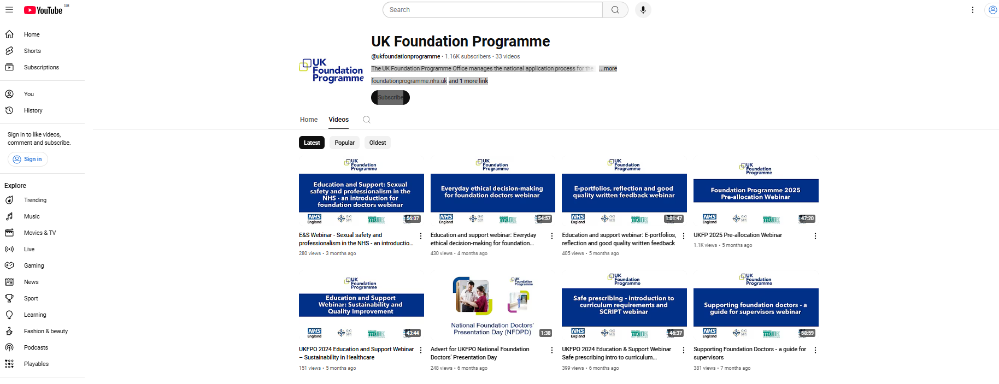 YouTube GB
Search
Home
Shorts
Subscriptions
You
History
Sign in to like videos,
comment and subscribe.
Sign in
Explore
Trending
Music
Movies & TV
Live
Gaming
News
Sport
Learning
Fashion & beauty
Podcasts
Playables
UK
Foundation
Programme
UK Foundation Programme
@ukfoundationprogramme • 1.16K subscribers • 33 videos
The UK Foundation Programme Office manages the national application process for the ...more
foundationprogramme.nhs.uk and 1 more link
Subscribe
Home Videos
Latest Popular Oldest
UK
Foundation
Programme
Education and Support: Sexual
safety and professionalism in the
NHS - an introduction for
foundation doctors webinar
NHS
England
56:07
E&S Webinar - Sexual safety and
professionalism in the NHS - an introductio...
280 views • 3 months ago
UK
Foundation
Programme
Everyday ethical decision-making
for foundation doctors webinar
NHS
England
54:57
Education and support webinar: Everyday
ethical decision-making for foundation...
430 views • 4 months ago
UK
Foundation
Programme
E-portfolios, reflection and good
quality written feedback webinar
NHS
England
1:01:47
Education and support webinar: E-portfolios,
reflection and good quality written feedback
405 views • 5 months ago
UK
Foundation
Programme
Foundation Programme 2025
Pre-allocation Webinar
NHS
England
47:20
UKFP 2025 Pre-allocation Webinar
1.1K views • 5 months ago
UK
Foundation
Programme
Education and Support
Webinar: Sustainability and
Quality Improvement
NHS
England
43:44
UKFPO 2024 Education and Support Webinar
– Sustainability in Healthcare
151 views • 5 months ago
UK
Foundation
Programme
National Foundation Doctors'
Presentation Day (NFDPD)
1:38
Advert for UKFPO National Foundation
Doctors' Presentation Day
248 views • 6 months ago
UK
Foundation
Programme
Safe prescribing – introduction to
curriculum requirements and
SCRIPT webinar
NHS
England
46:37
UKFPO 2024 Education & Support Webinar
Safe prescribing intro to curriculum...
399 views • 6 months ago
UK
Foundation
Programme
Supporting foundation doctors - a
guide for supervisors webinar
NHS
England
58:59
Supporting Foundation Doctors - a guide for
supervisors
381 views • 7 months ago